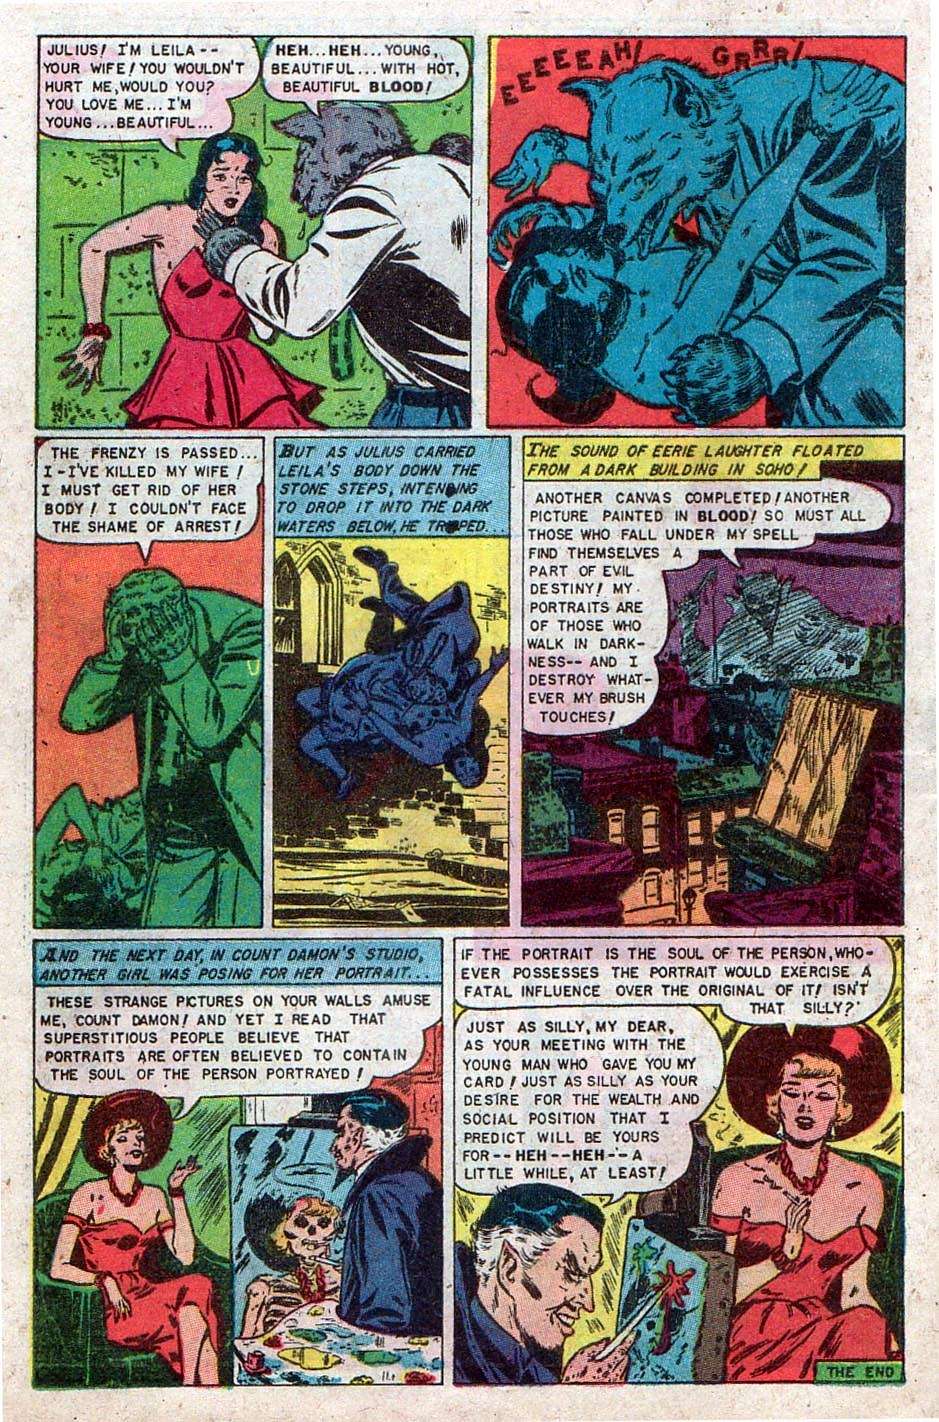 JULIUS! I'M LEILA --
YOUR WIFE! YOU WOULDN'T
HURT ME, WOULD YOU?
YOU LOVE ME... I'M
YOUNG...BEAUTIFUL...
HEH...HEH...YOUNG,
BEAUTIFUL...WITH HOT,
BEAUTIFUL BLOOD!
EEEEEEAH!
GRRR!
THE FRENZY IS PASSED...
I-I'VE KILLED MY WIFE!
I MUST GET RID OF HER
BODY! I COULDN'T FACE
THE SHAME OF ARREST!
BUT AS JULIUS CARRIED
LEILA'S BODY DOWN THE
STONE STEPS, INTENDING
TO DROP IT INTO THE DARK
WATERS BELOW, HE TRIPPED...
THE SOUND OF EERIE LAUGHTER FLOATED
FROM A DARK BUILDING IN SOHO!
ANOTHER CANVAS COMPLETED! ANOTHER
PICTURE PAINTED IN BLOOD! SO MUST ALL
THOSE WHO FALL UNDER MY SPELL
FIND THEMSELVES A
PART OF EVIL
DESTINY! MY
PORTRAITS ARE
OF THOSE WHO
WALK IN DARK-
NESS-- AND I
DESTROY WHAT-
EVER MY BRUSH
TOUCHES!
AND THE NEXT DAY, IN COUNT DAMON'S STUDIO,
ANOTHER GIRL WAS POSING FOR HER PORTRAIT...
THESE STRANGE PICTURES ON YOUR WALLS AMUSE
ME, COUNT DAMON! AND YET I READ THAT
SUPERSTITIOUS PEOPLE BELIEVE THAT
PORTRAITS ARE OFTEN BELIEVED TO CONTAIN
THE SOUL OF THE PERSON PORTRAYED!
IF THE PORTRAIT IS THE SOUL OF THE PERSON, WHO-
EVER POSSESSES THE PORTRAIT WOULD EXERCISE A
FATAL INFLUENCE OVER THE ORIGINAL OF IT! ISN'T
THAT SILLY?
JUST AS SILLY, MY DEAR,
AS YOUR MEETING WITH THE
YOUNG MAN WHO GAVE YOU MY
CARD! JUST AS SILLY AS YOUR
DESIRE FOR THE WEALTH AND
SOCIAL POSITION THAT I
PREDICT WILL BE YOURS
FOR--HEH--HEH--A
LITTLE WHILE, AT LEAST!
THE END